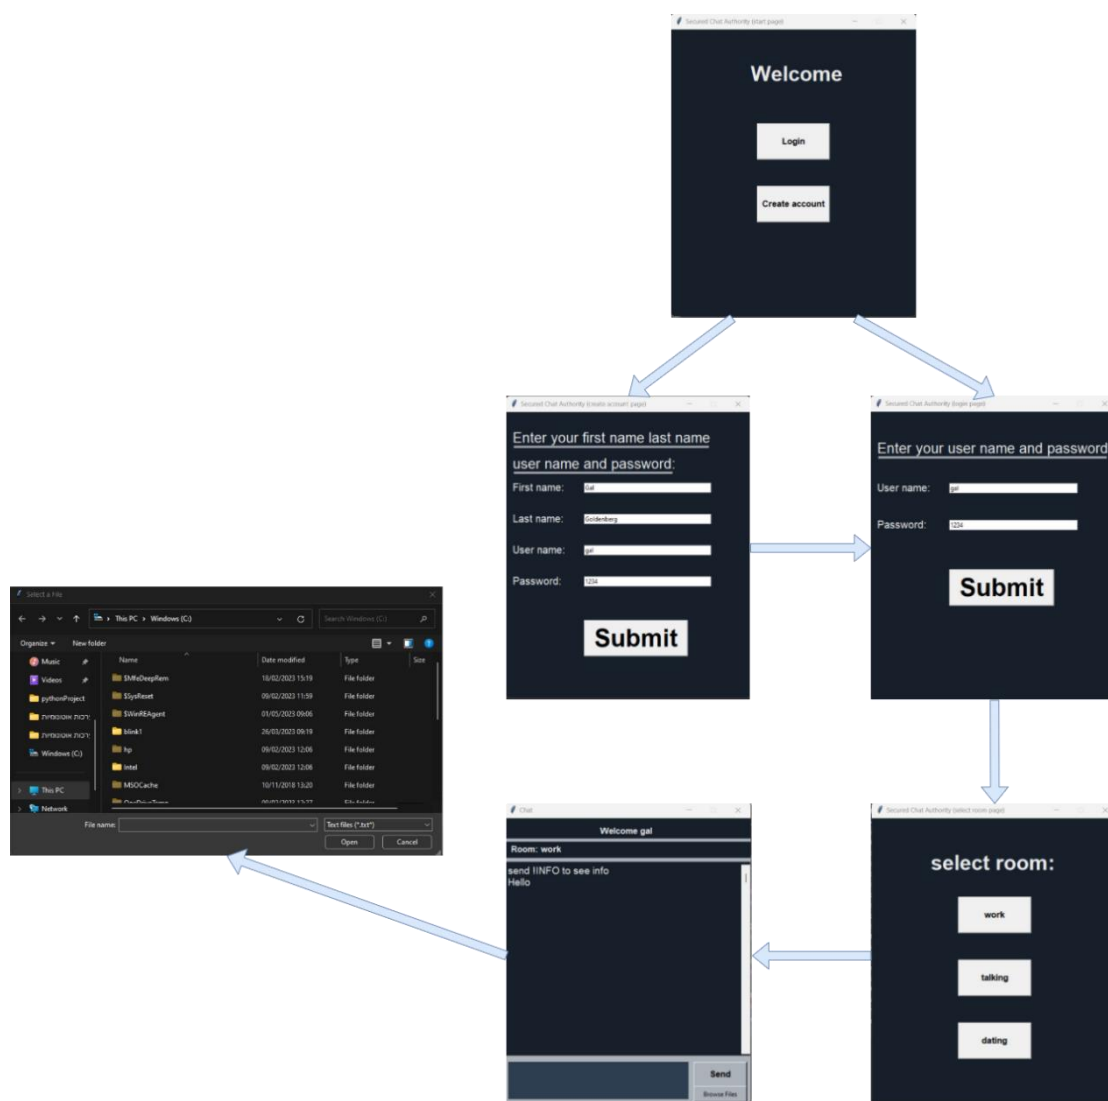 Secured Chat Authority (start page)
Welcome
Login
Create account
Secured Chat Authority (create account page)
Enter your first name last name
user name and password:
First name: Gal
Last name: Goldenberg
User name: gal
Password: 1234
Submit
Secured Chat Authority (login page)
Enter your user name and password
User name: gal
Password: 1234
Submit
Select a File
This PC > Windows (C:)
Search Windows (C:)
Organize New folder
Music
Videos
pythonProject
רכות אוטונומיות
רכות אוטונומיות
Windows (C:)
This PC
Network
Name Date modified Type Size
$MfeDeepRem 18/02/2023 15:19 File folder
$SysReset 09/02/2023 11:59 File folder
$WinREAgent 01/05/2023 09:06 File folder
blink1 26/03/2023 09:19 File folder
hp 09/02/2023 12:06 File folder
Intel 09/02/2023 12:06 File folder
MSOCache 10/11/2018 13:20 File folder
OneDriveTemp File folder
File name: Text files (*.txt*)
Open Cancel
Chat
Welcome gal
Room: work
send !INFO to see info
Hello
Send
Browse Files
Secured Chat Authority (select room page)
select room:
work
talking
dating